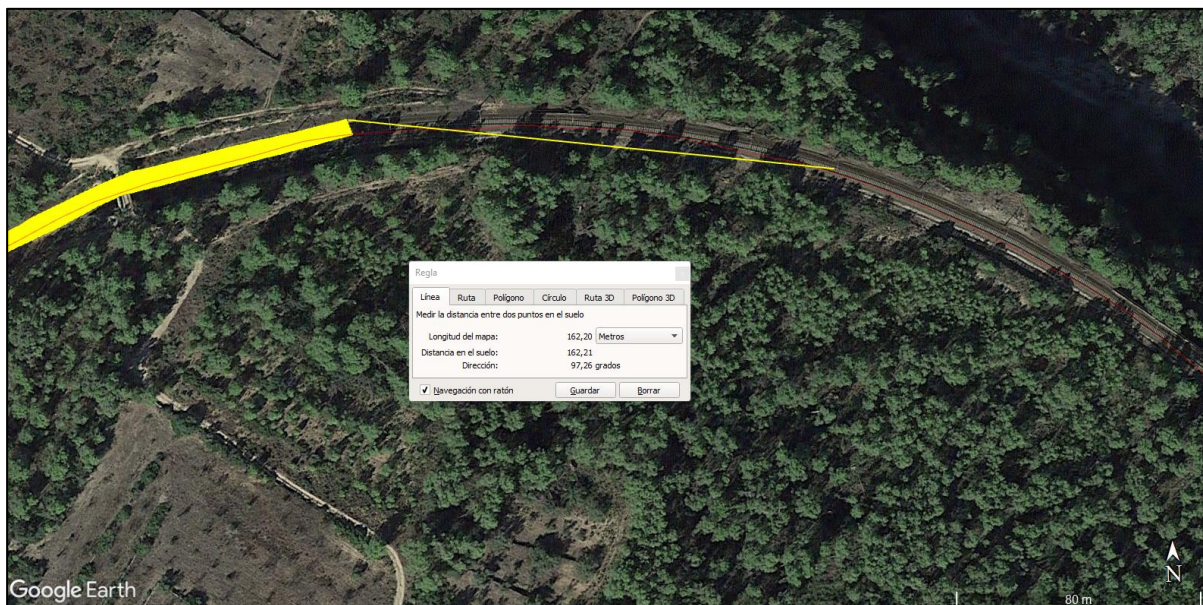 Regla
Línea Ruta Polígono Círculo Ruta 3D Polígono 3D
Medir la distancia entre dos puntos en el suelo
Longitud del mapa: 162,20 Metros
Distancia en el suelo: 162,21
Dirección: 97,26 grados
Navegación con ratón Guardar Borrar
N
Google Earth
80 m